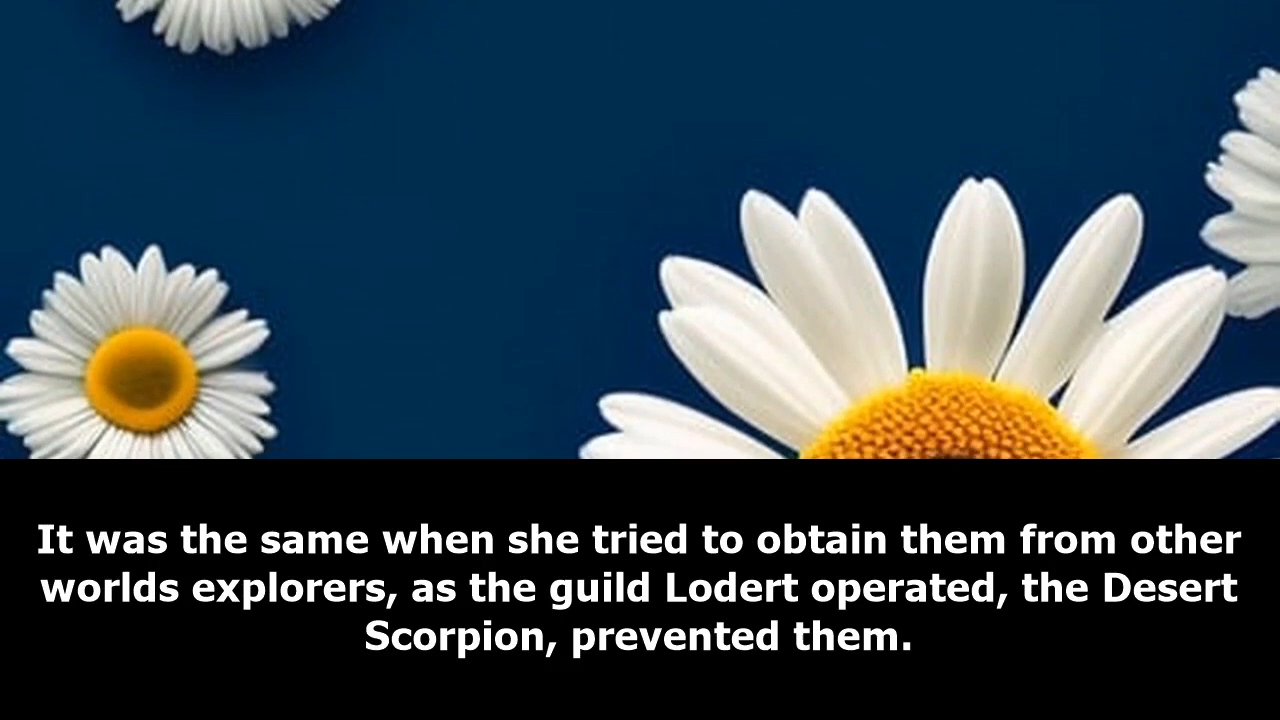 It was the same when she tried to obtain them from other
worlds explorers, as the guild Lodert operated, the Desert
Scorpion, prevented them.